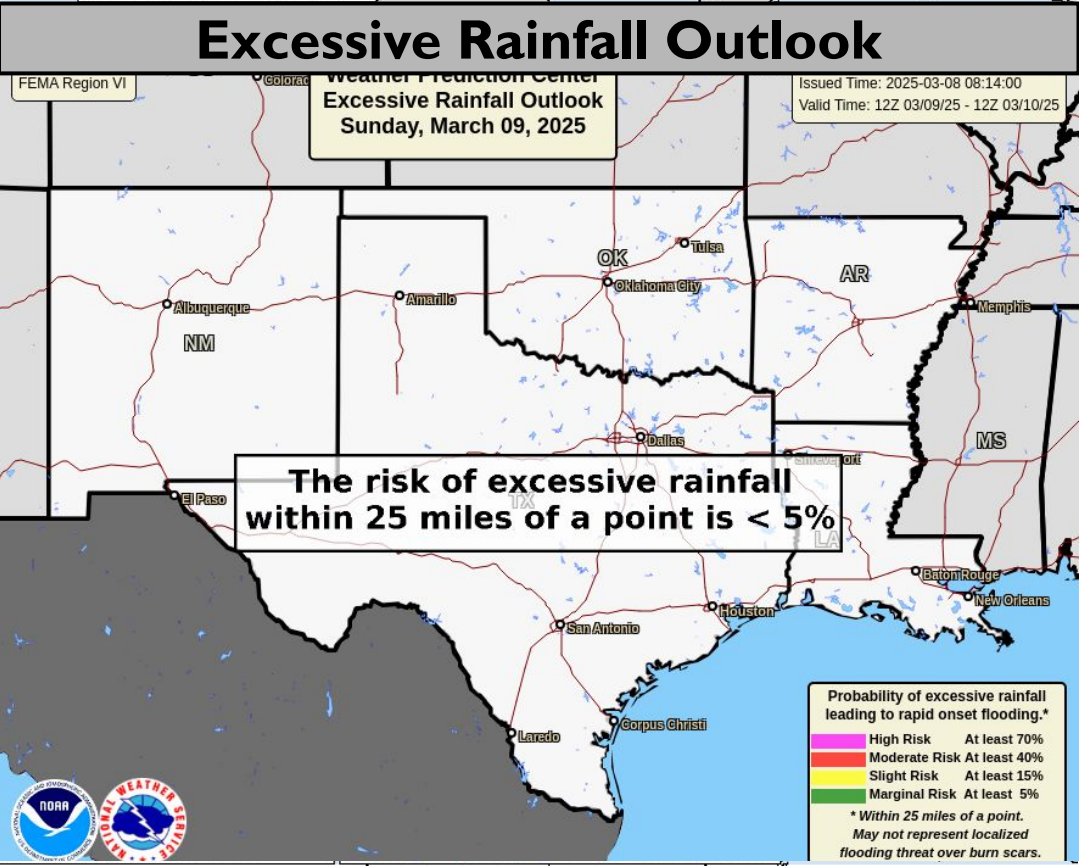 Excessive Rainfall Outlook
FEMA Region VI
Weather Prediction Center
Excessive Rainfall Outlook
Sunday, March 09, 2025
Issued Time: 2025-03-08 08:14:00
Valid Time: 12Z 03/09/25 - 12Z 03/10/25
Colorad
OK
Tulsa
AR
Oklahoma City
Amarillo
Albuquerque
Memphis
NM
Dallas
MS
Shreveport
El Paso
The risk of excessive rainfall
within 25 miles of a point is < 5%
TX
LA
Baton Rouge
New Orleans
Houston
San Antonio
Corpus Christi
Laredo
Probability of excessive rainfall
leading to rapid onset flooding.*
High Risk At least 70%
Moderate Risk At least 40%
Slight Risk At least 15%
Marginal Risk At least 5%
* Within 25 miles of a point.
May not represent localized
flooding threat over burn scars.
NOAA
NATIONAL WEATHER SERVICE